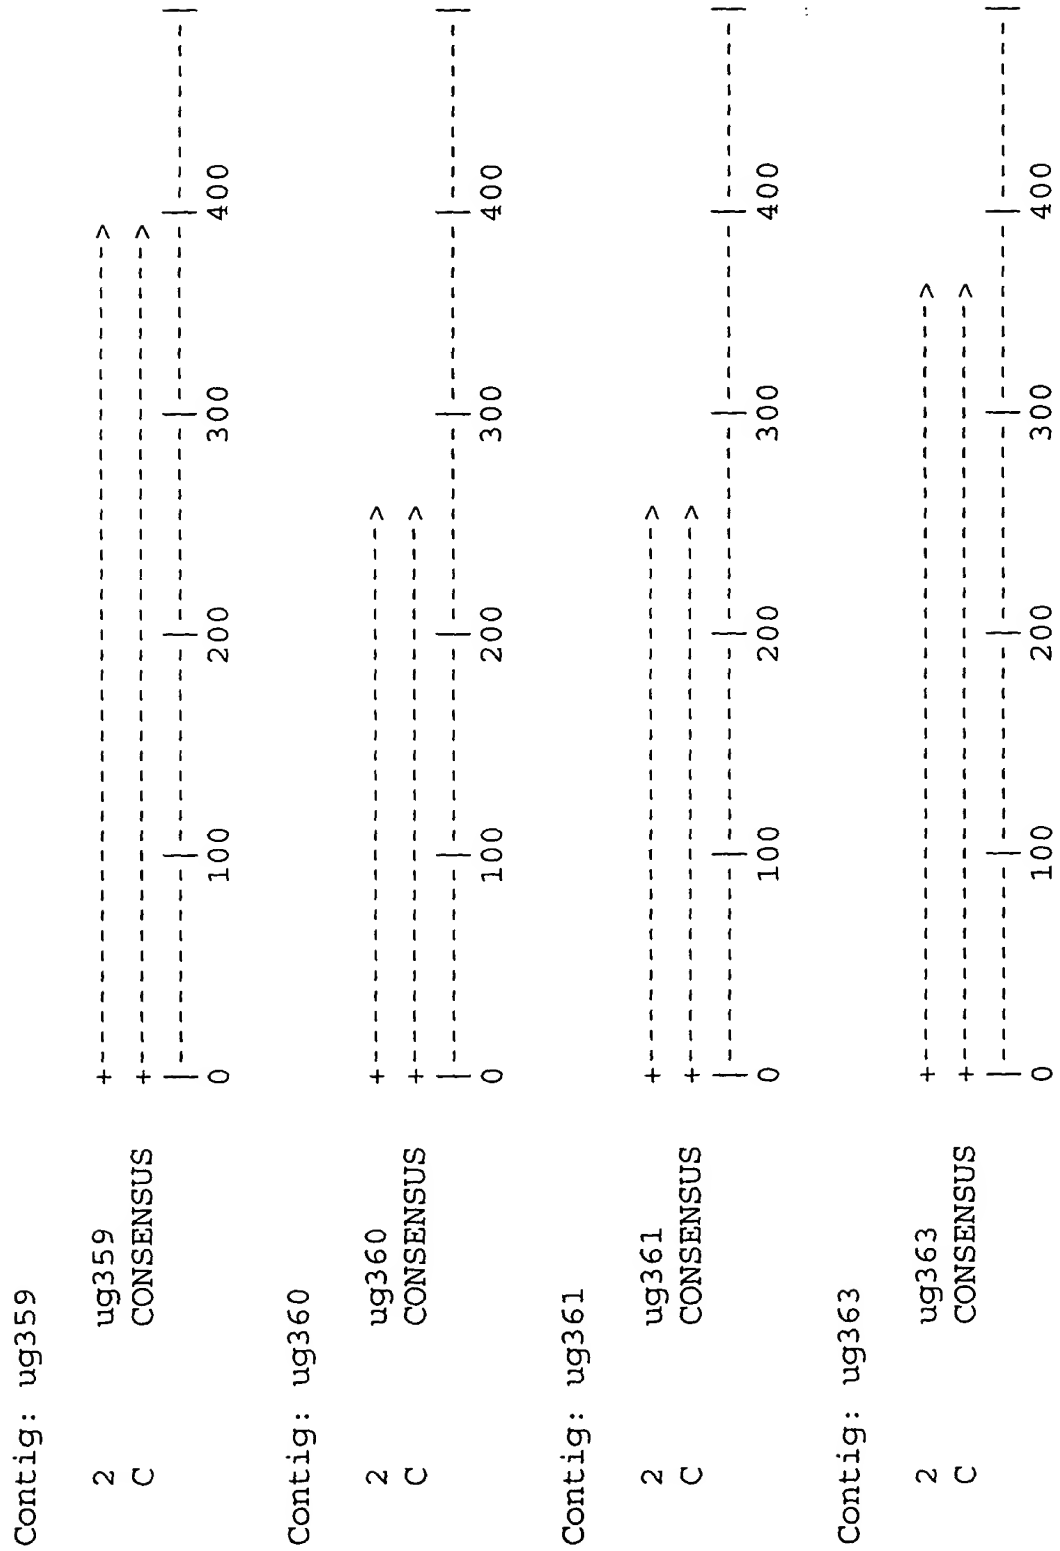 Contig: ug359
2 ug359 +---------------------------------------------->
C CONSENSUS +---------------------------------------------->
|------------|------------|------------|------------|
0 100 200 300 400
Contig: ug360
2 ug360 +------------------------------>
C CONSENSUS +------------------------------>
|------------|------------|------------|------------|
0 100 200 300 400
Contig: ug361
2 ug361 +------------------------------>
C CONSENSUS +------------------------------>
|------------|------------|------------|------------|
0 100 200 300 400
Contig: ug363
2 ug363 +------------------------------------------>
C CONSENSUS +------------------------------------------>
|------------|------------|------------|------------|
0 100 200 300 400